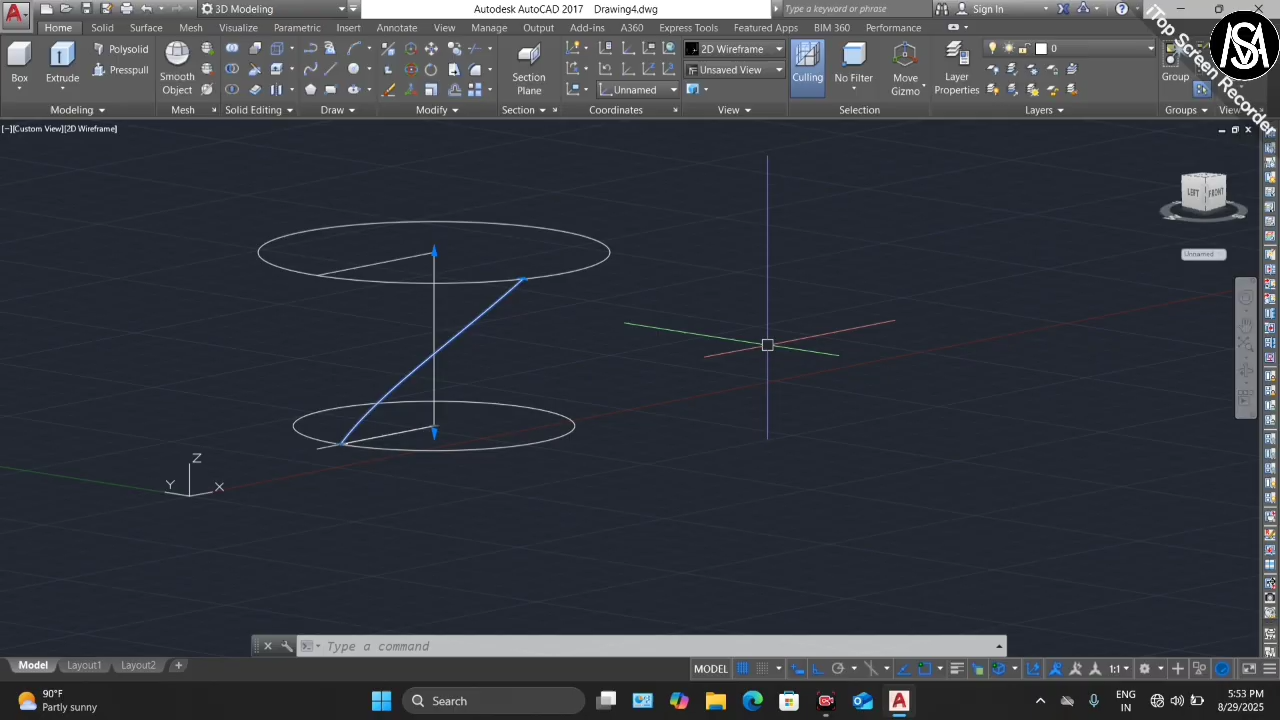 3D Modeling
Autodesk AutoCAD 2017 Drawing4.dwg
Type a keyword or phrase
Sign In
Home Solid Surface Mesh Visualize Parametric Insert Annotate View Manage Output Add-ins A360 Express Tools Featured Apps BIM 360 Performance
Box
Extrude
Polysolid
Presspull
Smooth
Object
Section
Plane
Unnamed
2D Wireframe
Unsaved View
Culling
No Filter
Move
Gizmo
Layer
Properties
0
Group
Modeling Mesh Solid Editing Draw Modify Section Coordinates View Selection Layers Groups View
iTop Screen Recorder
[−][Custom View][2D Wireframe]
LEFT
FRONT
Unnamed
Z
Y
X
Type a command
Model Layout1 Layout2 +
MODEL
1:1
90°F
Partly sunny
Search
ENG
IN
5:53 PM
8/29/2025